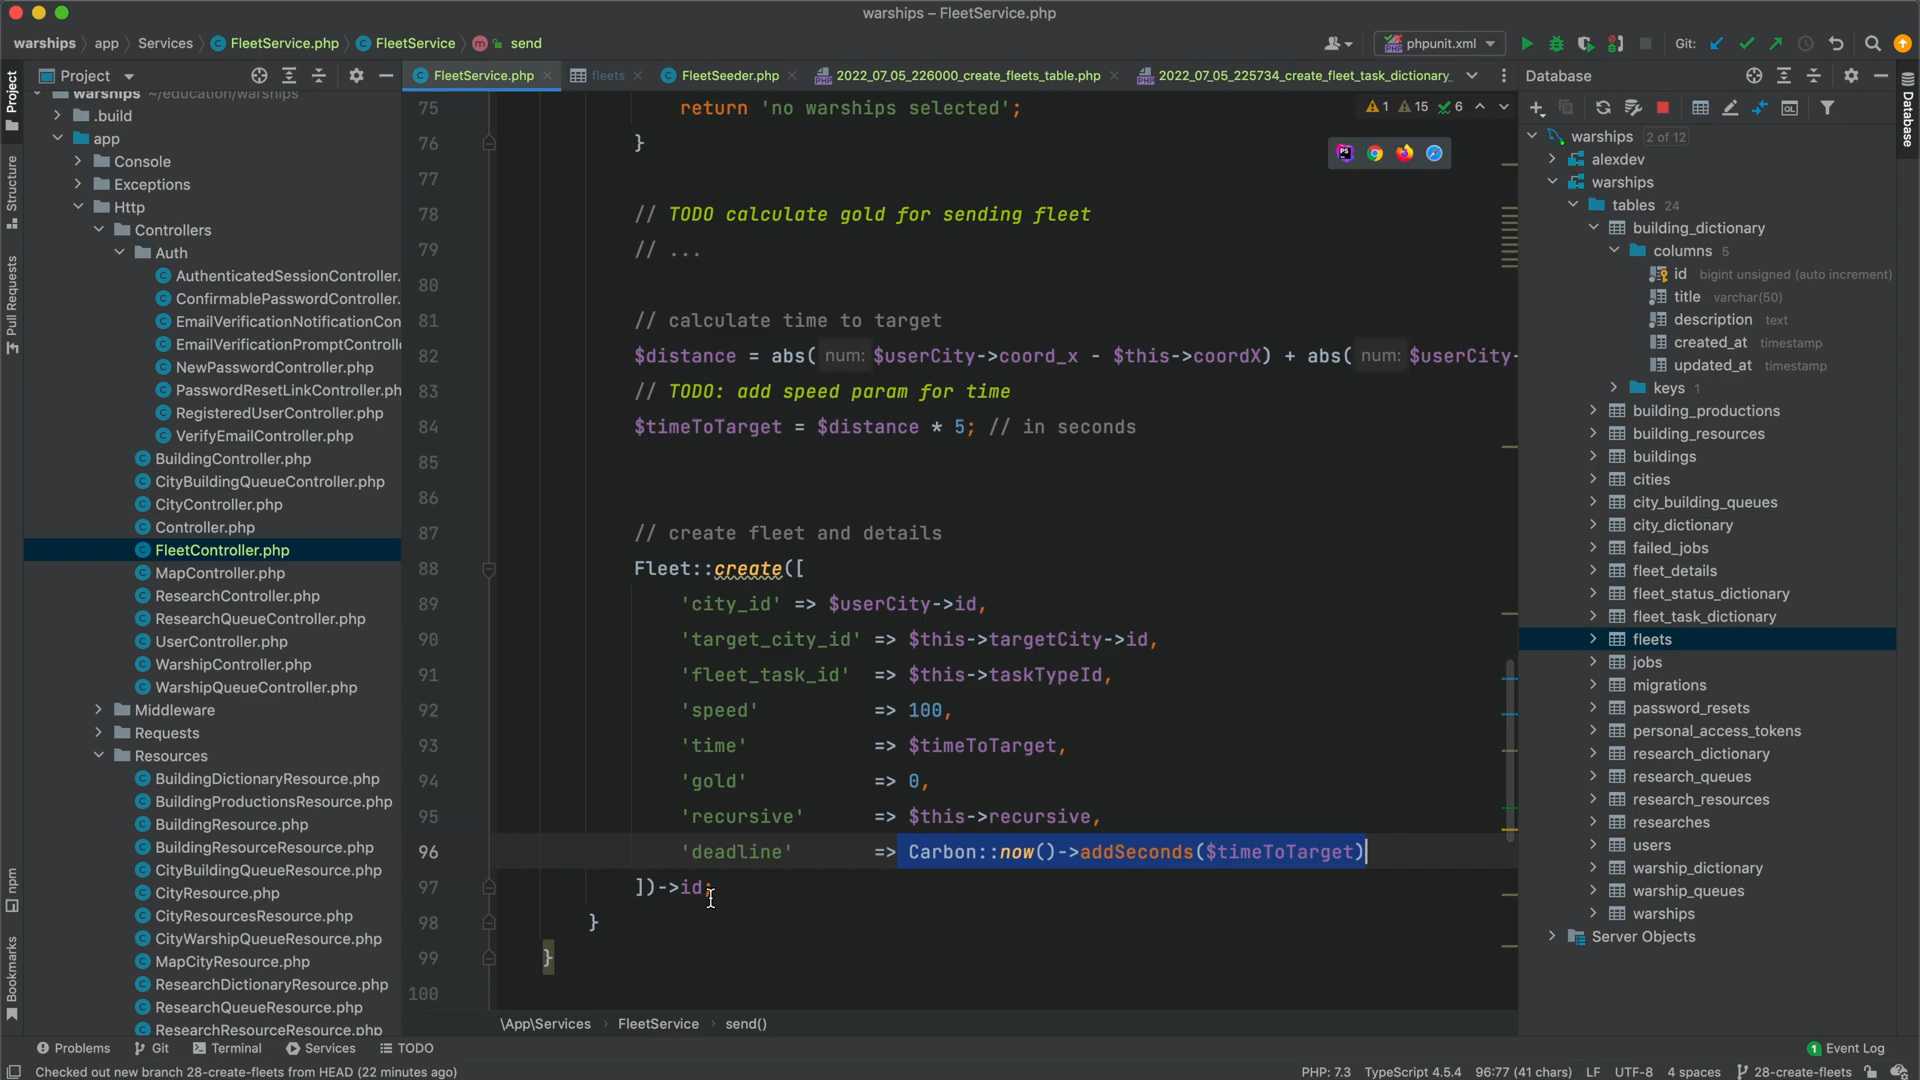 warships – FleetService.php
warships app Services FleetService.php FleetService m send
phpunit.xml Git:
Project
FleetService.php fleets FleetSeeder.php 2022_07_05_226000_create_fleets_table.php 2022_07_05_225734_create_fleet_task_dictionary_
Database
Project
Structure
Pull Requests
npm
Bookmarks
Database
warships ~/education/warships
.build
app
Console
Exceptions
Http
Controllers
Auth
AuthenticatedSessionController.
ConfirmablePasswordController.
EmailVerificationNotificationCon
EmailVerificationPromptControll
NewPasswordController.php
PasswordResetLinkController.ph
RegisteredUserController.php
VerifyEmailController.php
BuildingController.php
CityBuildingQueueController.php
CityController.php
Controller.php
FleetController.php
MapController.php
ResearchController.php
ResearchQueueController.php
UserController.php
WarshipController.php
WarshipQueueController.php
Middleware
Requests
Resources
BuildingDictionaryResource.php
BuildingProductionsResource.php
BuildingResource.php
BuildingResourceResource.php
CityBuildingQueueResource.php
CityResource.php
CityResourcesResource.php
CityWarshipQueueResource.php
MapCityResource.php
ResearchDictionaryResource.php
ResearchQueueResource.php
ResearchResourceResource.php
1 15 6
75 return 'no warships selected';
76 }
77
78 // TODO calculate gold for sending fleet
79 // ...
80
81 // calculate time to target
82 $distance = abs( num: $userCity->coord_x - $this->coordX) + abs( num: $userCity-
83 // TODO: add speed param for time
84 $timeToTarget = $distance * 5; // in seconds
85
86
87 // create fleet and details
88 Fleet::create([
89 'city_id' => $userCity->id,
90 'target_city_id' => $this->targetCity->id,
91 'fleet_task_id' => $this->taskTypeId,
92 'speed' => 100,
93 'time' => $timeToTarget,
94 'gold' => 0,
95 'recursive' => $this->recursive,
96 'deadline' => Carbon::now()->addSeconds($timeToTarget)
97 ])->id;
98 }
99 }
100
\App\Services FleetService send()
warships 2 of 12
alexdev
warships
tables 24
building_dictionary
columns 5
id bigint unsigned (auto increment)
title varchar(50)
description text
created_at timestamp
updated_at timestamp
keys 1
building_productions
building_resources
buildings
cities
city_building_queues
city_dictionary
failed_jobs
fleet_details
fleet_status_dictionary
fleet_task_dictionary
fleets
jobs
migrations
password_resets
personal_access_tokens
research_dictionary
research_queues
research_resources
researches
users
warship_dictionary
warship_queues
warships
Server Objects
Problems Git Terminal Services TODO
1 Event Log
Checked out new branch 28-create-fleets from HEAD (22 minutes ago)
PHP: 7.3 TypeScript 4.5.4 96:77 (41 chars) LF UTF-8 4 spaces 28-create-fleets